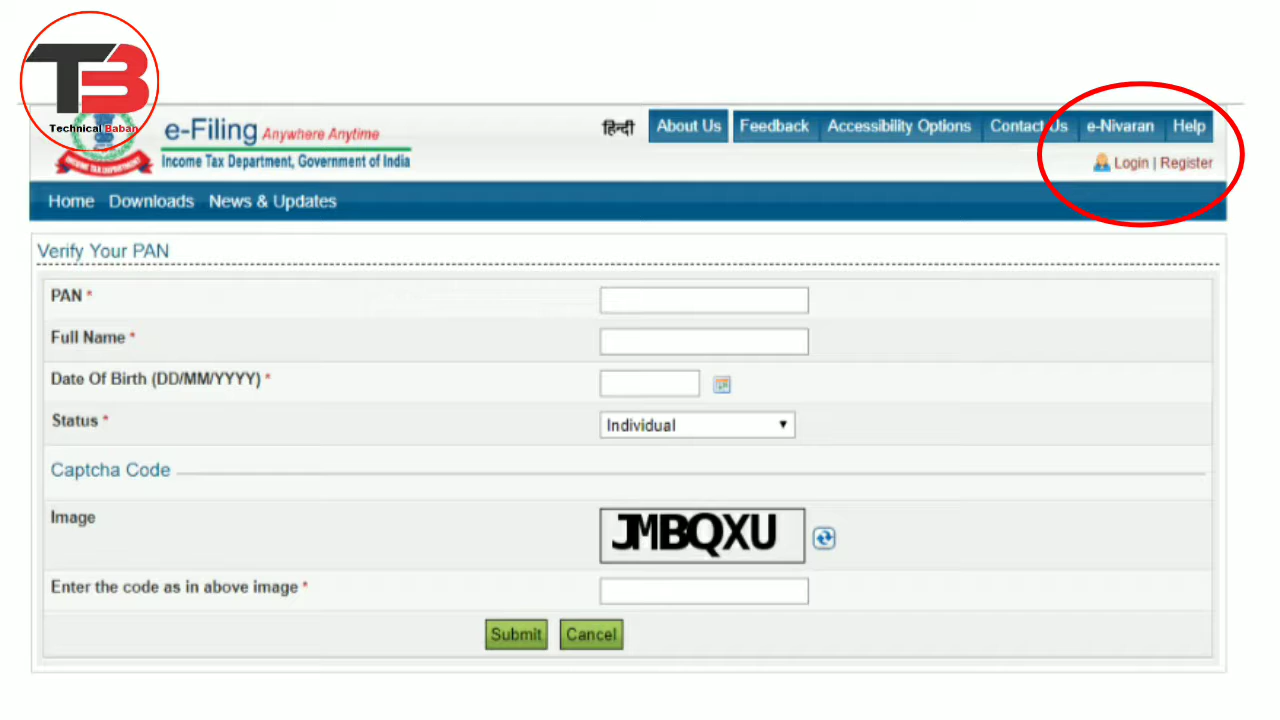 TB
Technical Baban
e-Filing Anywhere Anytime
Income Tax Department, Government of India
हिन्दी About Us Feedback Accessibility Options Contact Us e-Nivaran Help
Login | Register
Home Downloads News & Updates
Verify Your PAN
PAN *
Full Name *
Date Of Birth (DD/MM/YYYY) *
Status * Individual
Captcha Code
Image JMBQXU
Enter the code as in above image *
Submit Cancel